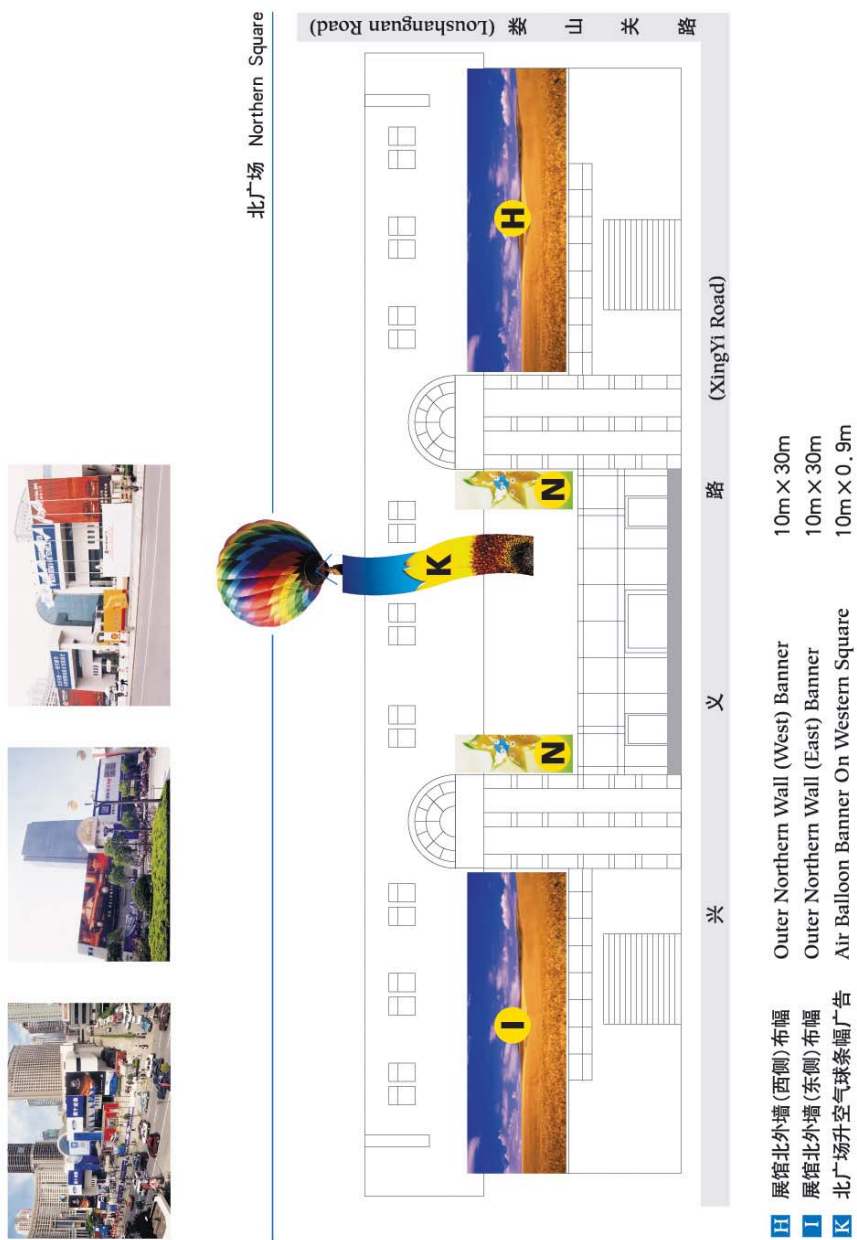 北广场 Northern Square
娄山关路 (Loushanguan Road)
H
K
N
N
I
兴义路 (XingYi Road)
H 展馆北外墙(西侧)布幅 Outer Northern Wall (West) Banner 10m×30m
I 展馆北外墙(东侧)布幅 Outer Northern Wall (East) Banner 10m×30m
K 北广场升空气球条幅广告 Air Balloon Banner On Western Square 10m×0.9m